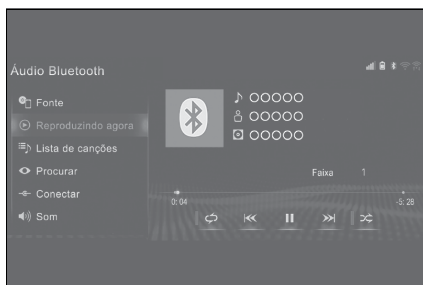 Áudio Bluetooth
Fonte
Reproduzindo agora
Lista de canções
Procurar
Conectar
Som
OOOOO
OOOOO
OOOOO
Faixa 1
0:04
-5:28